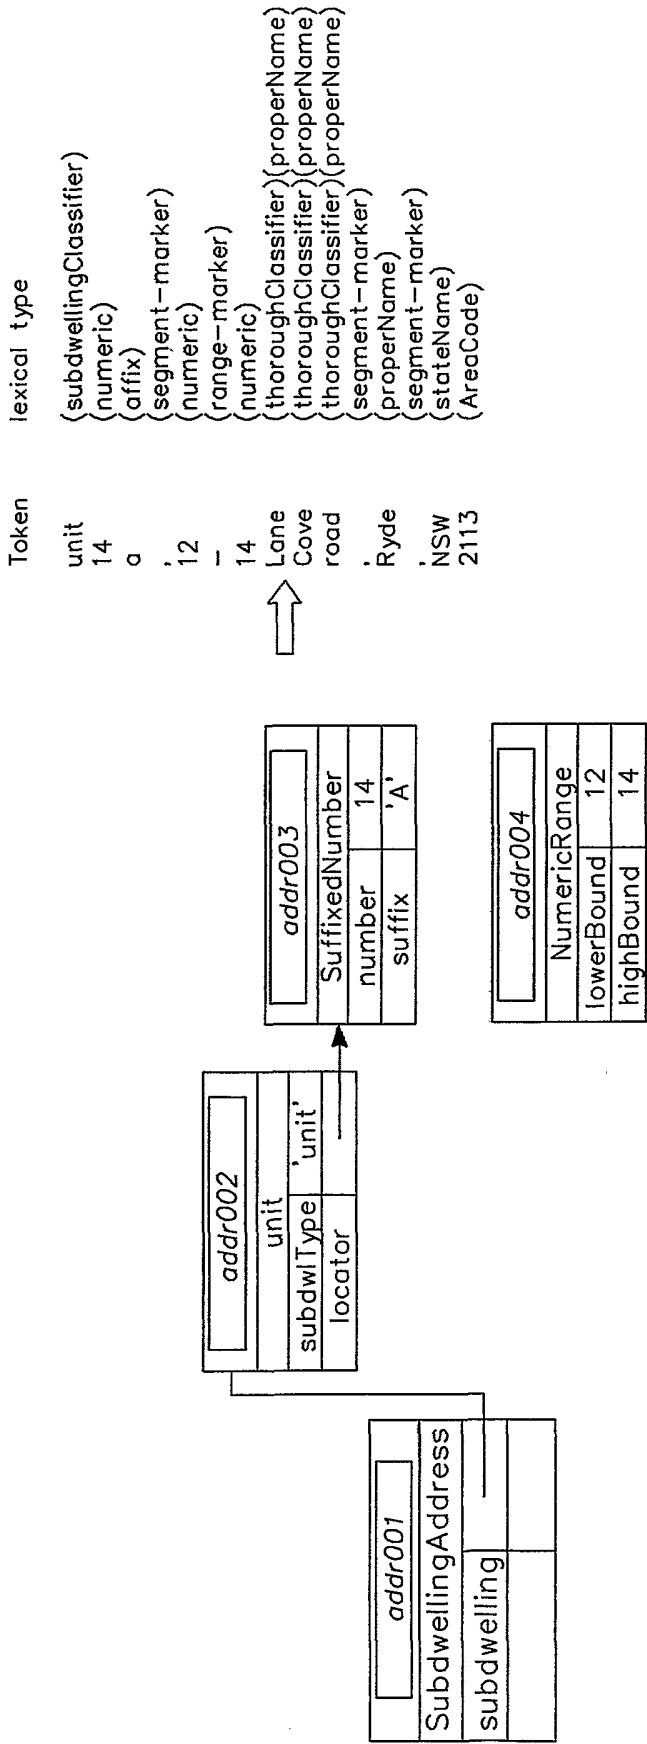 Token lexical type
unit (subdwellingClassifier)
14 (numeric)
a (affix)
, (segment-marker)
'12 (numeric)
– (range-marker)
14 (numeric)
Lane (thoroughClassifier)(properName)
Cove (thoroughClassifier)(properName)
road (thoroughClassifier)(properName)
, (segment-marker)
'Ryde (properName)
, (segment-marker)
'NSW (stateName)
2113 (AreaCode)
addr001
SubdwellingAddress
subdwelling
addr002
unit
subdwlType 'unit'
locator
addr003
SuffixedNumber
number 14
suffix 'A'
addr004
NumericRange
lowerBound 12
highBound 14